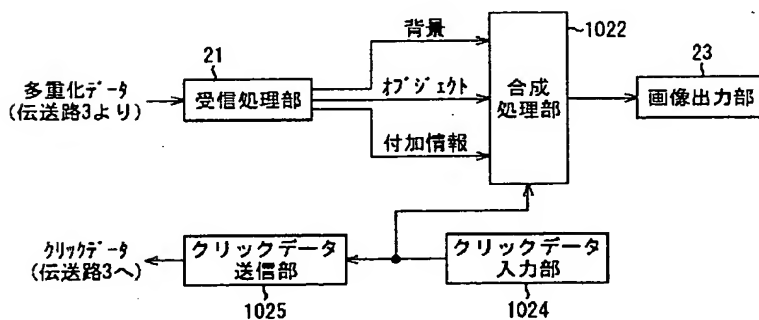 背景
1022
21
23
多重化データ
(伝送路3より)
受信処理部
オブジェクト
合成
処理部
画像出力部
付加情報
クリックデータ
(伝送路3へ)
クリックデータ
送信部
クリックデータ
入力部
1025
1024